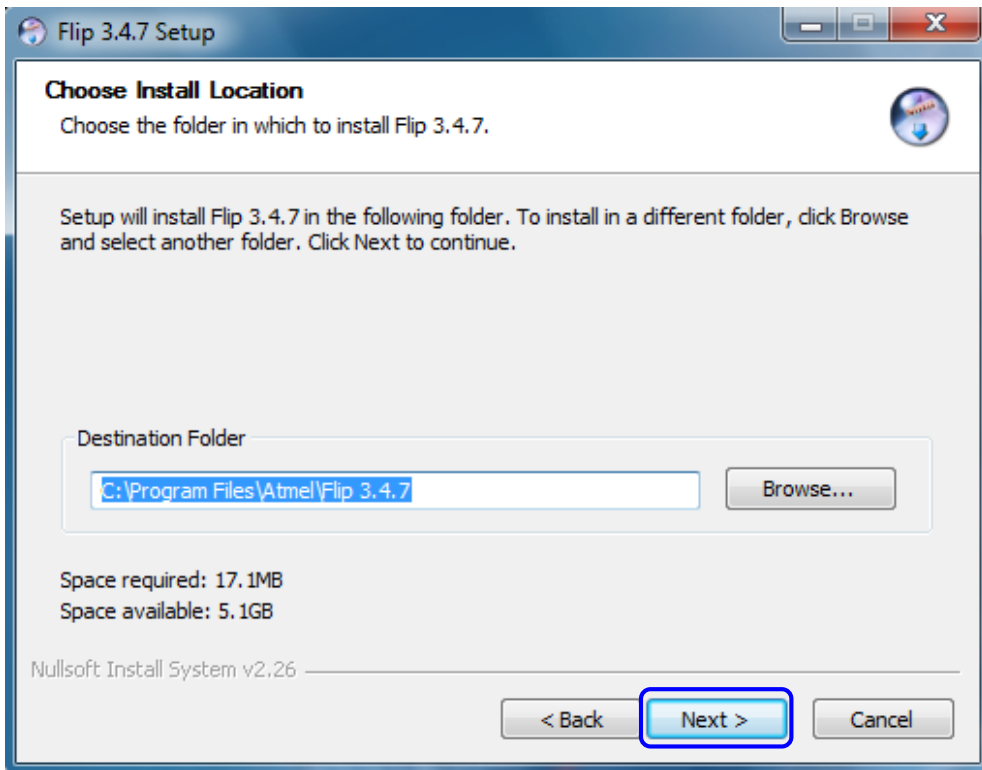 Flip 3.4.7 Setup
Choose Install Location
Choose the folder in which to install Flip 3.4.7.
Setup will install Flip 3.4.7 in the following folder. To install in a different folder, click Browse
and select another folder. Click Next to continue.
Destination Folder
C:\Program Files\Atmel\Flip 3.4.7
Browse...
Space required: 17.1MB
Space available: 5.1GB
Nullsoft Install System v2.26
< Back
Next >
Cancel